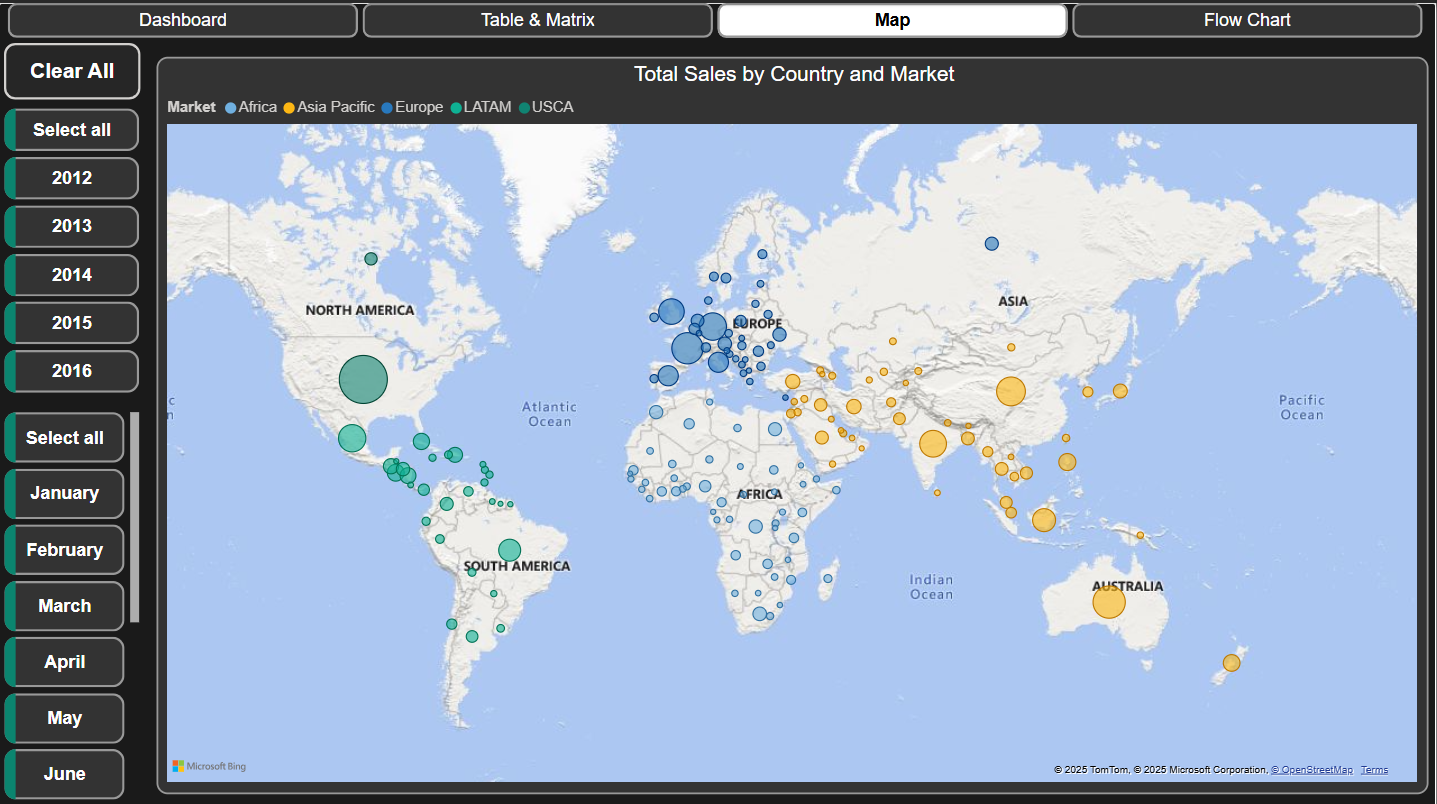 Dashboard
Table & Matrix
Map
Flow Chart
Clear All
Select all
2012
2013
2014
2015
2016
Select all
January
February
March
April
May
June
Total Sales by Country and Market
Market Africa Asia Pacific Europe LATAM USCA
NORTH AMERICA
EUROPE
ASIA
Atlantic
Ocean
Pacific
Ocean
c
n
AFRICA
SOUTH AMERICA
Indian
Ocean
AUSTRALIA
Microsoft Bing
© 2025 TomTom, © 2025 Microsoft Corporation, © OpenStreetMap Terms